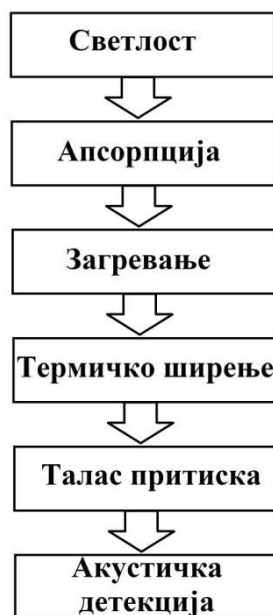 Светлост
Апсорпција
Загревање
Термичко ширење
Талас притиска
Акустичка
детекција